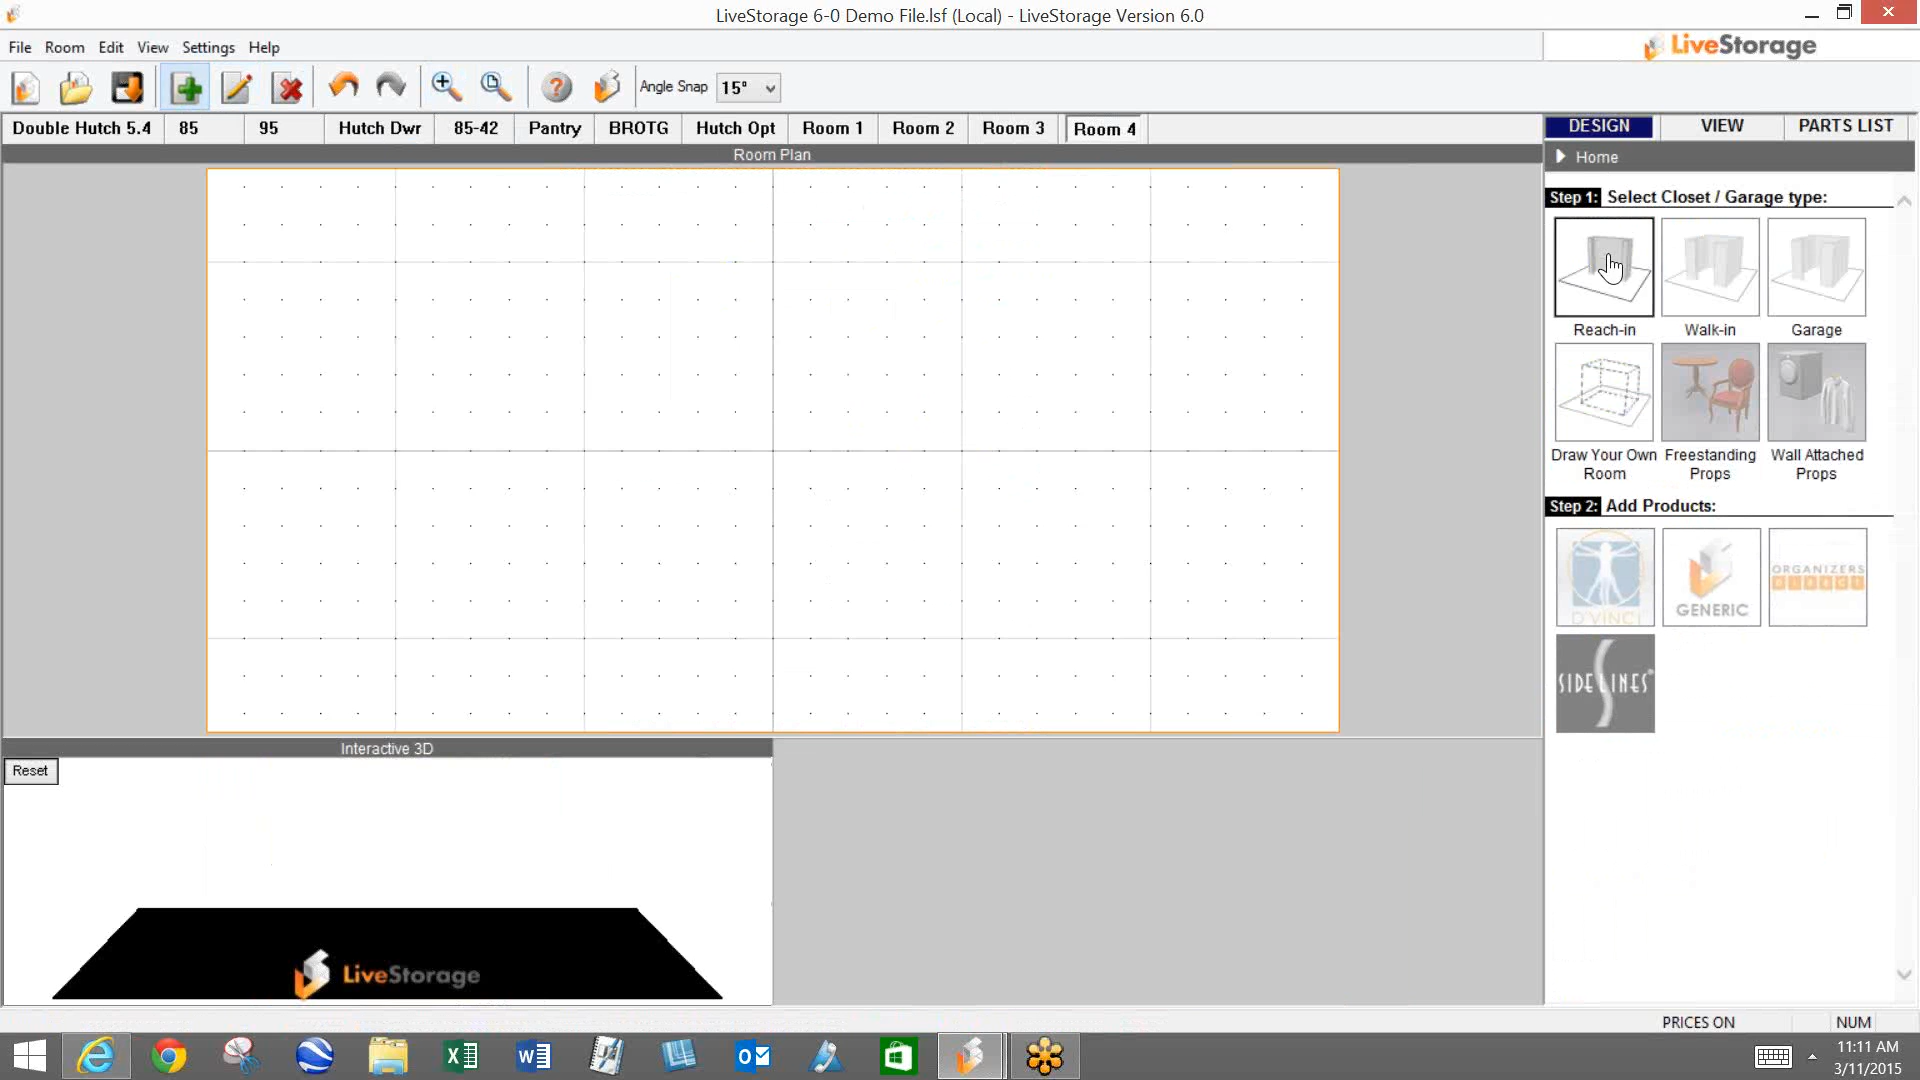 LiveStorage 6-0 Demo File.lsf (Local) - LiveStorage Version 6.0
File Room Edit View Settings Help
LiveStorage
Angle Snap 15°
Double Hutch 5.4 85 95 Hutch Dwr 85-42 Pantry BROTG Hutch Opt Room 1 Room 2 Room 3 Room 4
DESIGN VIEW PARTS LIST
Room Plan
Home
Step 1: Select Closet / Garage type:
Reach-in Walk-in Garage
Draw Your Own Room
Freestanding Props
Wall Attached Props
Step 2: Add Products:
D'VINCI
GENERIC
ORGANIZERS
DIRECT
SIDELINES®
Interactive 3D
Reset
LiveStorage
PRICES ON NUM
11:11 AM
3/11/2015